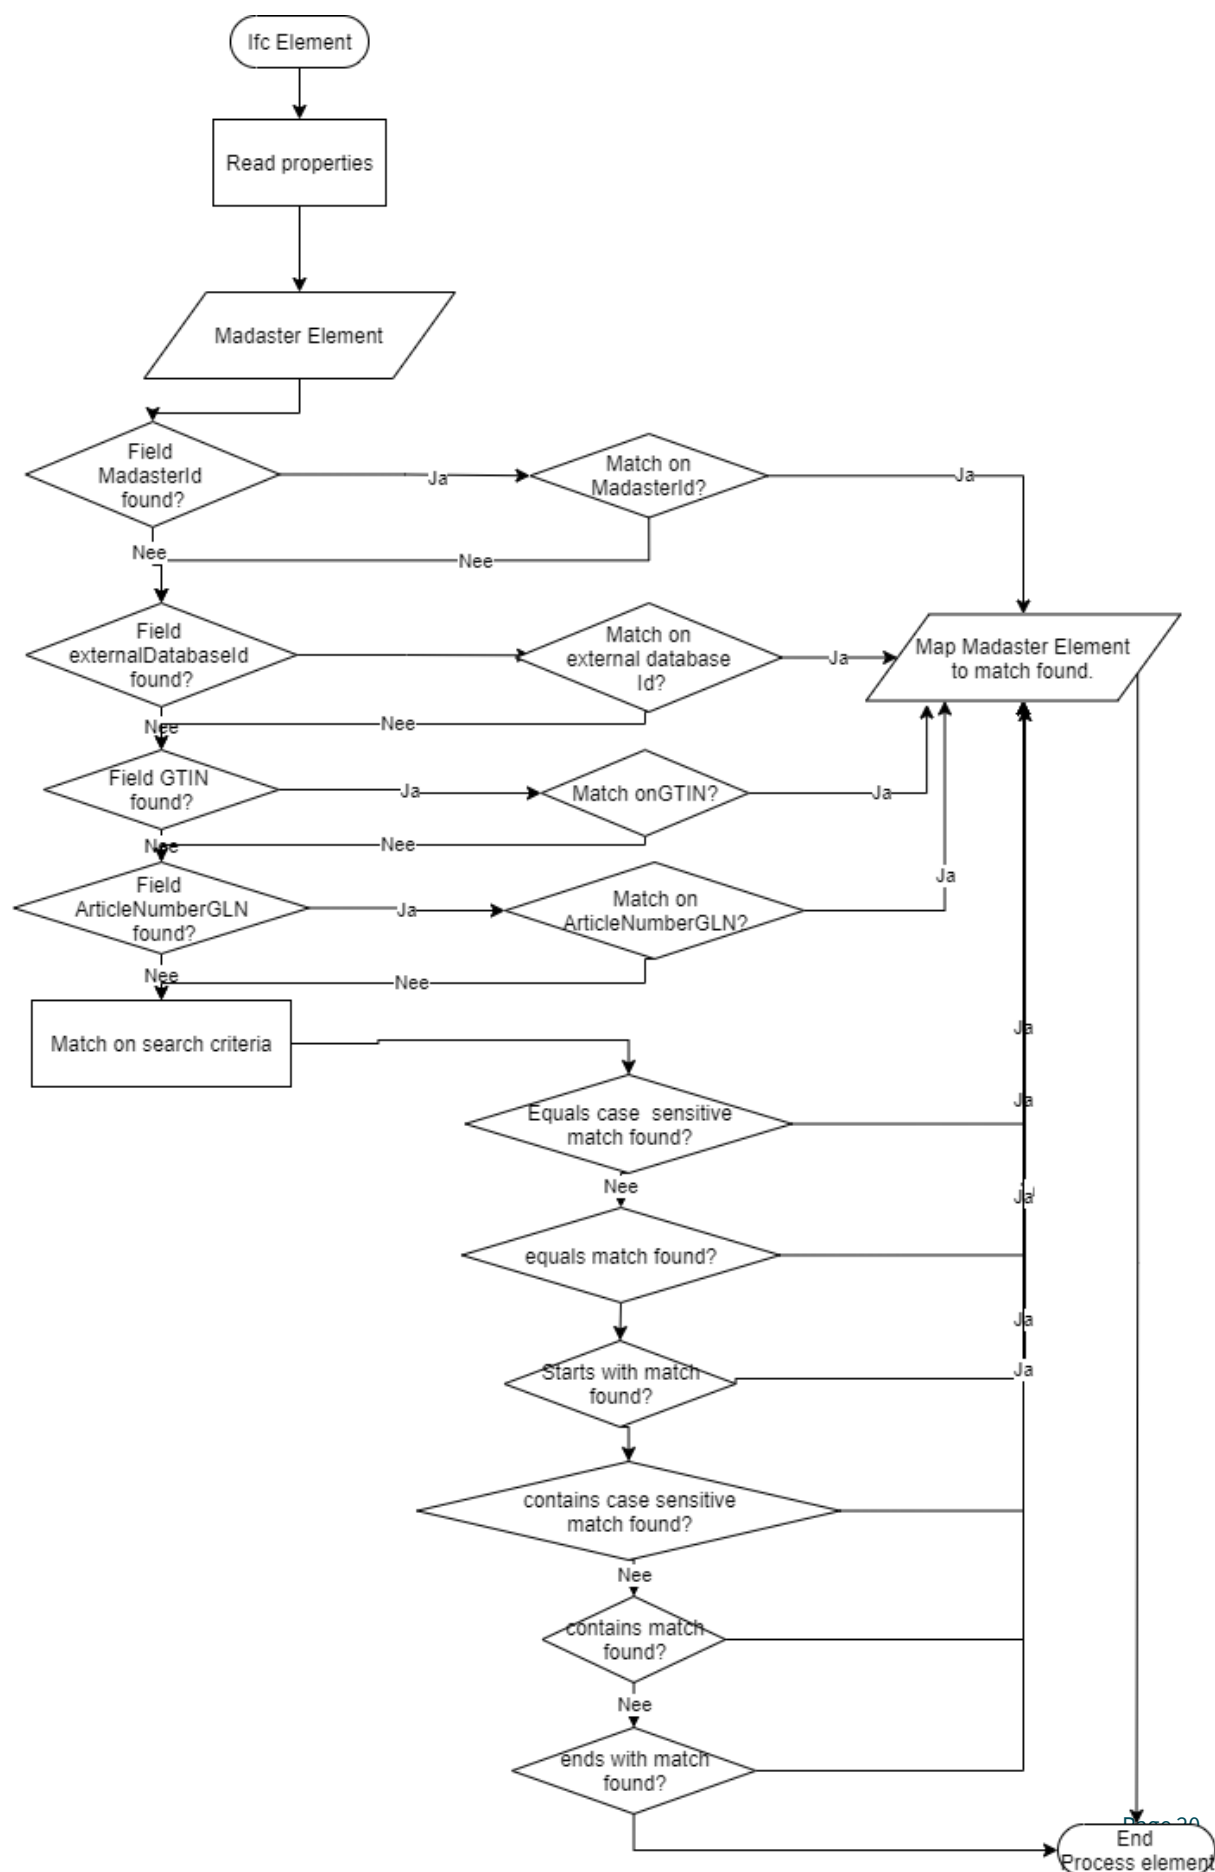 Ifc Element
Read properties
Madaster Element
Field
MadasterId
found?
Ja
Match on
MadasterId?
Ja
Nee
Nee
Field
externalDatabaseId
found?
Match on
external database
Id?
Ja
Map Madaster Element
to match found.
Nee
Nee
Field GTIN
found?
Ja
Match onGTIN?
Ja
Nee
Nee
Field
ArticleNumberGLN
found?
Ja
Match on
ArticleNumberGLN?
Ja
Nee
Nee
Match on search criteria
Ja
Equals case  sensitive
match found?
Ja
Nee
Ja
equals match found?
Ja
Starts with match
found?
Ja
contains case sensitive
match found?
Nee
contains match
found?
Nee
ends with match
found?
Page 20
End
Process element